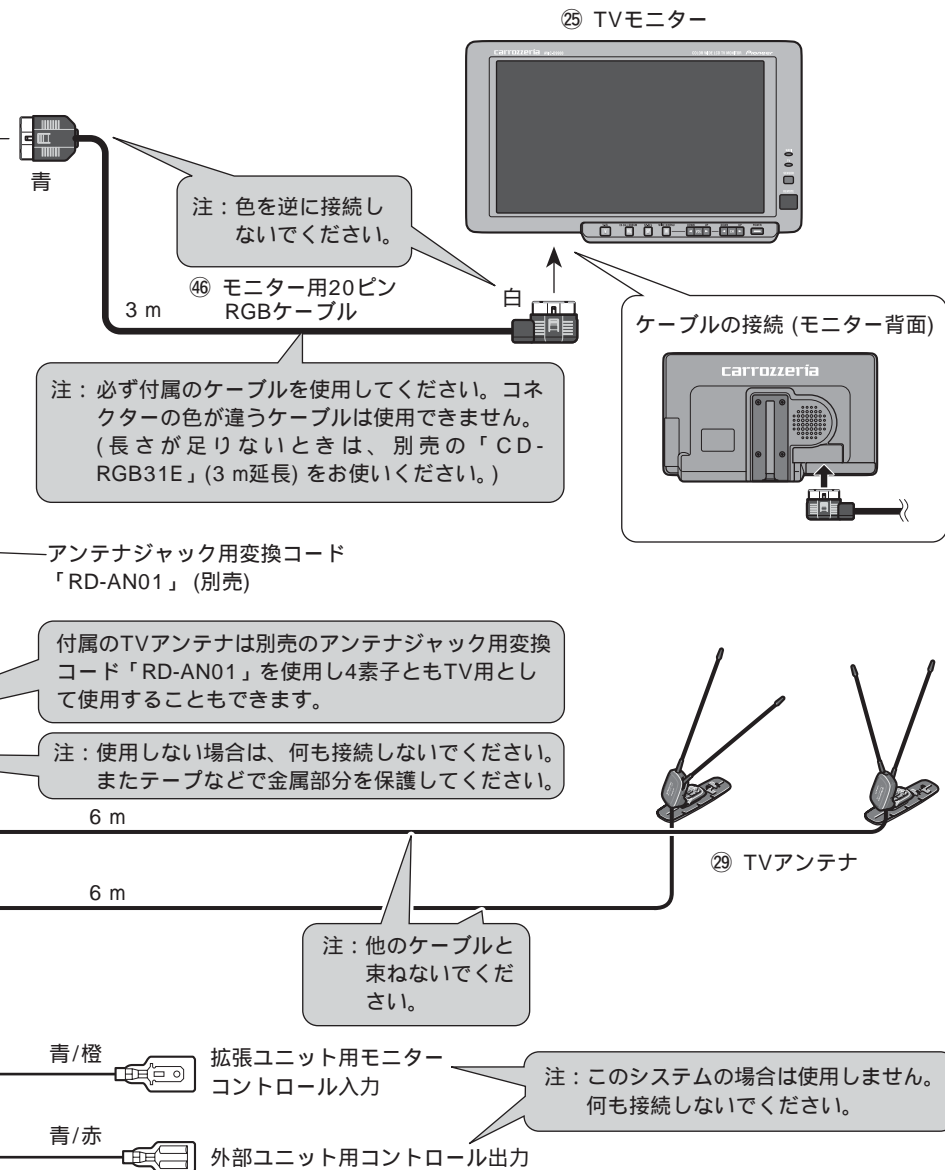 ㉕ TVモニター
carrozzeria
Pioneer
青
注：色を逆に接続し
ないでください。
㊻ モニター用20ピン
RGBケーブル
3 m
白
ケーブルの接続 (モニター背面)
carrozzeria
注： 必ず付属のケーブルを使用してください。コネ
クターの色が違うケーブルは使用できません。
(長さが足りないときは、別売の「CD-
RGB31E」(3 m延長) をお使いください。)
アンテナジャック用変換コード
「RD-AN01」 (別売)
付属のTVアンテナは別売のアンテナジャック用変換
コード「RD-AN01」を使用し4素子ともTV用とし
て使用することもできます。
注：使用しない場合は、何も接続しないでください。
またテープなどで金属部分を保護してください。
6 m
㉙ TVアンテナ
6 m
注：他のケーブルと
束ねないでくだ
さい。
青/橙
拡張ユニット用モニター
コントロール入力
注：このシステムの場合は使用しません。
何も接続しないでください。
青/赤
外部ユニット用コントロール出力